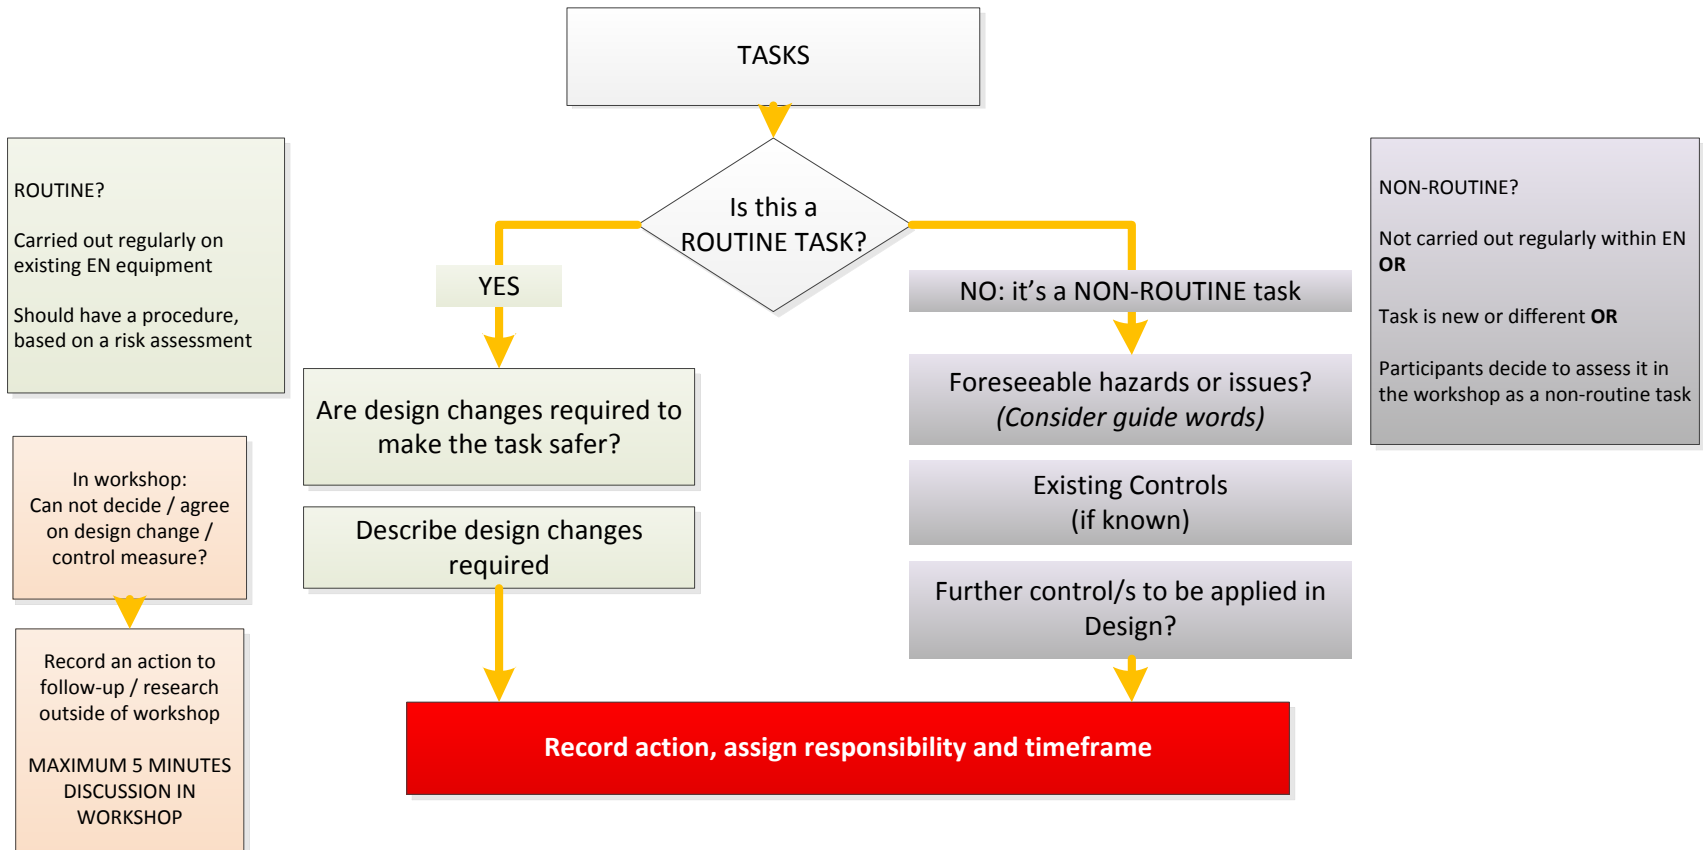 TASKS
Is this a
ROUTINE TASK?
ROUTINE?
Carried out regularly on
existing EN equipment
Should have a procedure,
based on a risk assessment
NON-ROUTINE?
Not carried out regularly within EN
OR
Task is new or different OR
Participants decide to assess it in
the workshop as a non-routine task
YES
NO: it’s a NON-ROUTINE task
Are design changes required to
make the task safer?
Describe design changes
required
Foreseeable hazards or issues?
(Consider guide words)
Existing Controls
(if known)
Further control/s to be applied in
Design?
In workshop:
Can not decide / agree
on design change /
control measure?
Record an action to
follow-up / research
outside of workshop
MAXIMUM 5 MINUTES
DISCUSSION IN
WORKSHOP
Record action, assign responsibility and timeframe